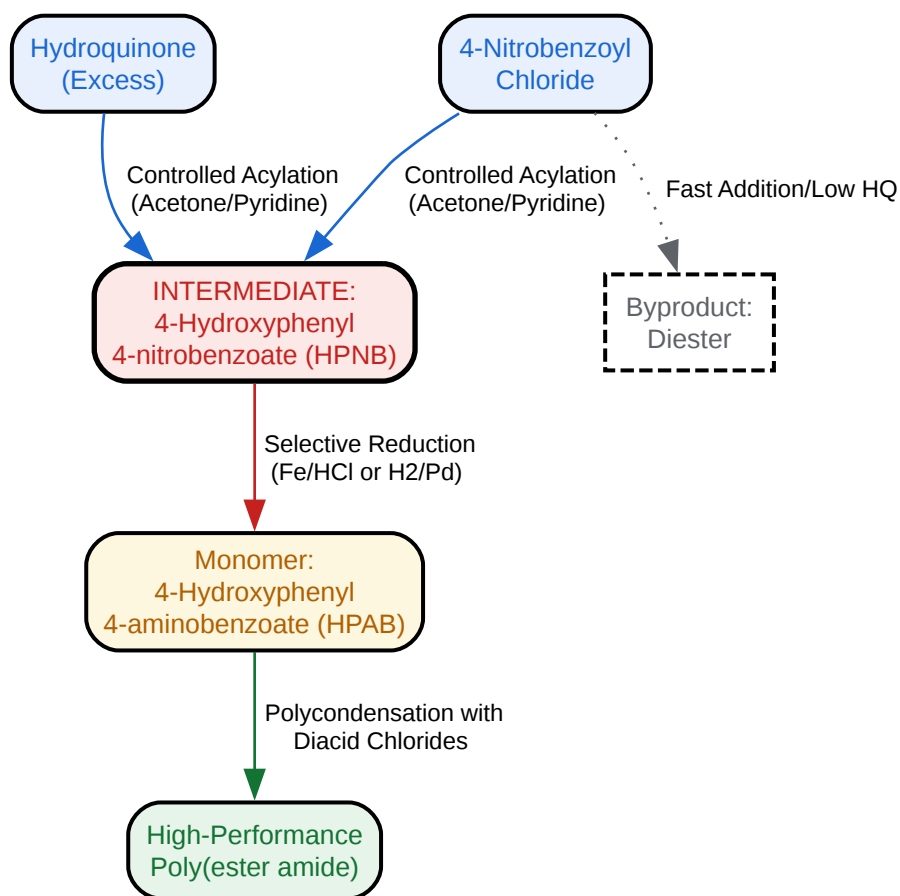 Hydroquinone
(Excess)
4-Nitrobenzoyl
Chloride
Controlled Acylation
(Acetone/Pyridine)
Controlled Acylation
(Acetone/Pyridine)
Fast Addition/Low HQ
INTERMEDIATE:
4-Hydroxyphenyl
4-nitrobenzoate (HPNB)
Byproduct:
Diester
Selective Reduction
(Fe/HCl or H2/Pd)
Monomer:
4-Hydroxyphenyl
4-aminobenzoate (HPAB)
Polycondensation with
Diacid Chlorides
High-Performance
Poly(ester amide)